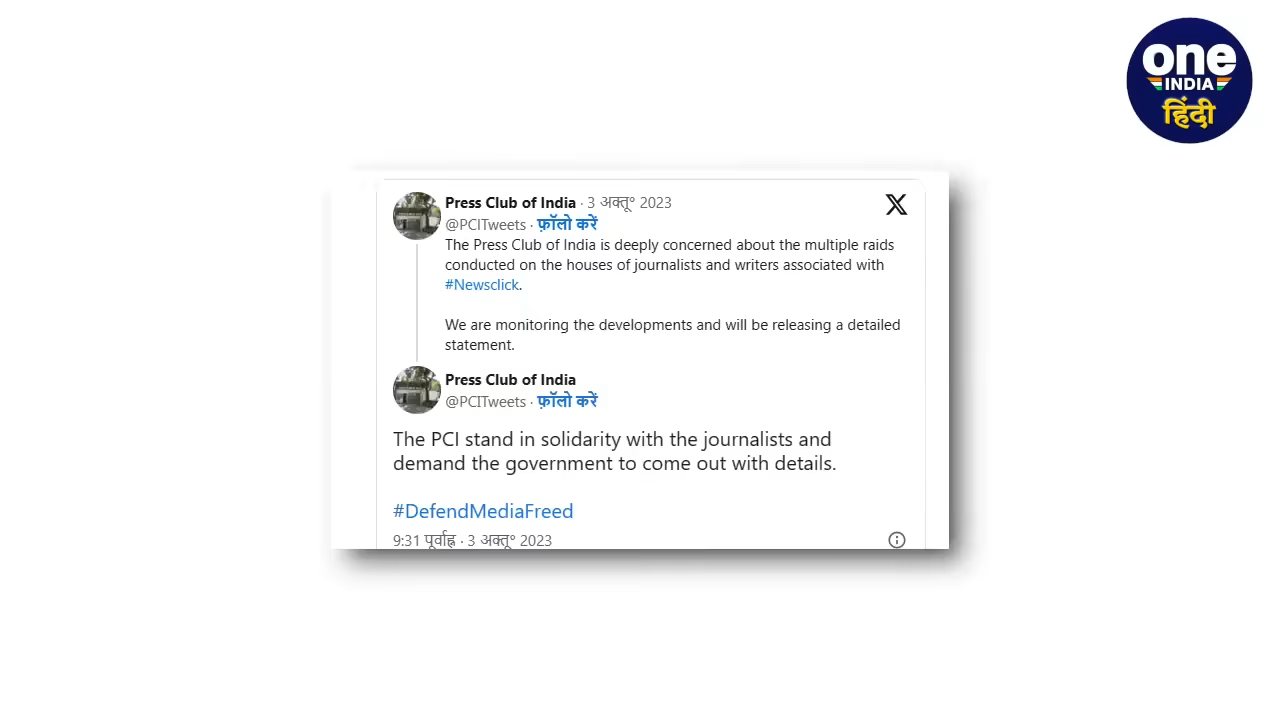 one
INDIA
हिंदी
Press Club of India · 3 अक्तू॰ 2023
@PCITweets · फ़ॉलो करें
The Press Club of India is deeply concerned about the multiple raids
conducted on the houses of journalists and writers associated with
#Newsclick.
We are monitoring the developments and will be releasing a detailed
statement.
Press Club of India
@PCITweets · फ़ॉलो करें
The PCI stand in solidarity with the journalists and
demand the government to come out with details.
#DefendMediaFreed
9:31 पूर्वाह्न · 3 अक्तू॰ 2023